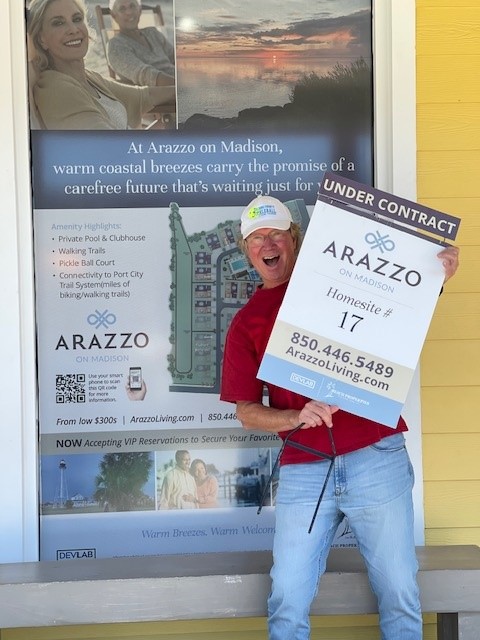 At Arazzo on Madison,
warm coastal breezes carry the promise of a
carefree future that's waiting just for
Amenity Highlights:
• Private Pool & Clubhouse
• Walking Trails
• Pickle Ball Court
• Connectivity to Port City
Trail System(miles of
biking/walking trails)
ARAZZO
ON MADISON
Use your smart
phone to scan
this QR code
for more
information.
From low $300s | ArazzoLiving.com | 850.446
NOW Accepting VIP Reservations to Secure Your Favorite
Warm Breezes. Warm
DEVLAB
UNDER CONTRACT
ARAZZO
ON MADISON
Homesite #
17
850.446.5489
ArazzoLiving.com
DEVLAB